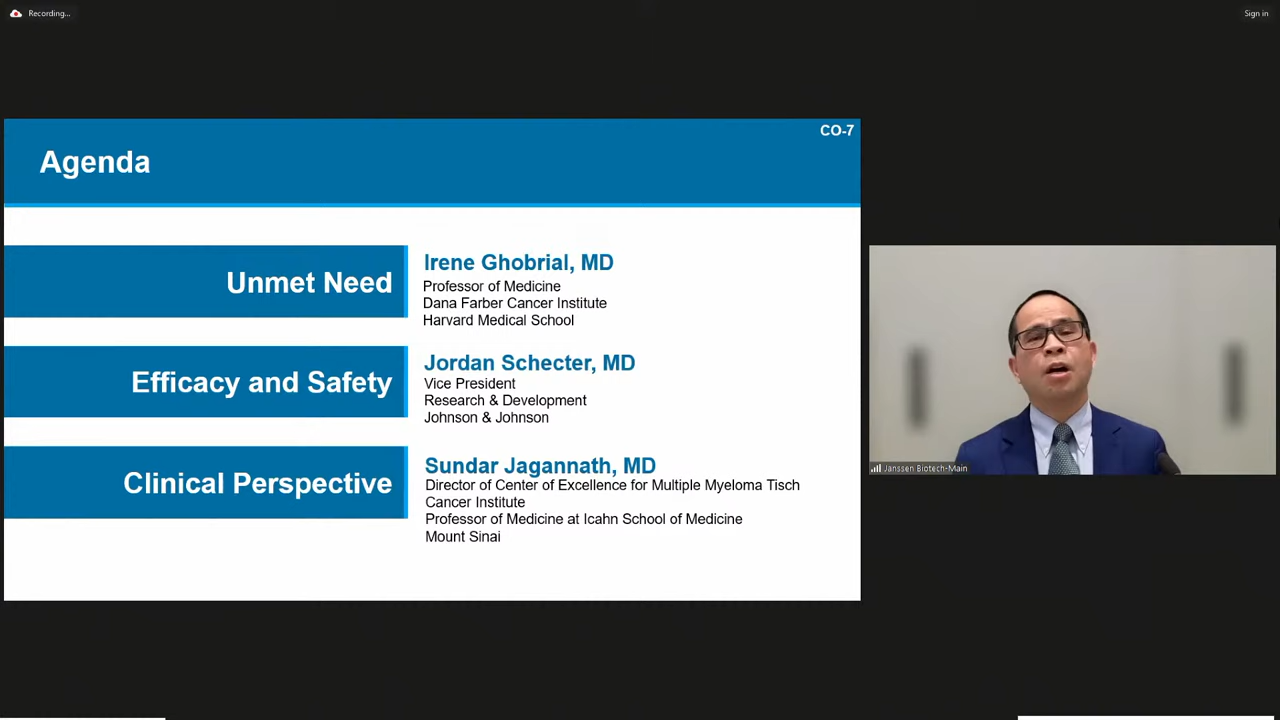 Recording...
Sign in
CO-7
Agenda
Unmet Need
Irene Ghobrial, MD
Professor of Medicine
Dana Farber Cancer Institute
Harvard Medical School
Efficacy and Safety
Jordan Schecter, MD
Vice President
Research & Development
Johnson & Johnson
Clinical Perspective
Sundar Jagannath, MD
Director of Center of Excellence for Multiple Myeloma Tisch
Cancer Institute
Professor of Medicine at Icahn School of Medicine
Mount Sinai
Janssen Biotech-Main